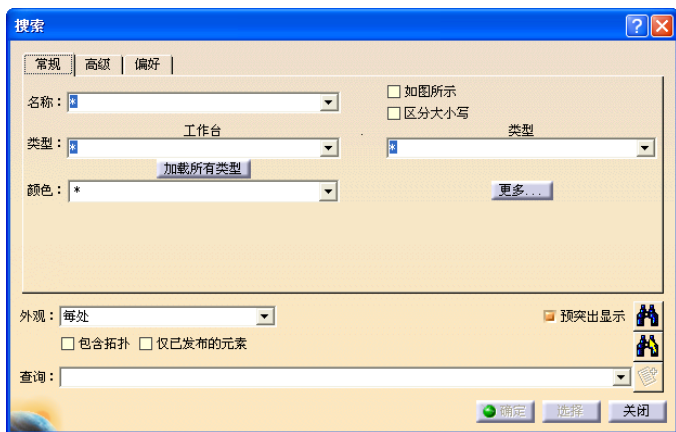 搜索
常规 高级 偏好
名称： *
如图所示
区分大小写
工作台 类型
类型： * *
加载所有类型
颜色： * 更多...
外观： 每处 预突出显示
包含拓扑 仅已发布的元素
查询：
确定 选择 关闭